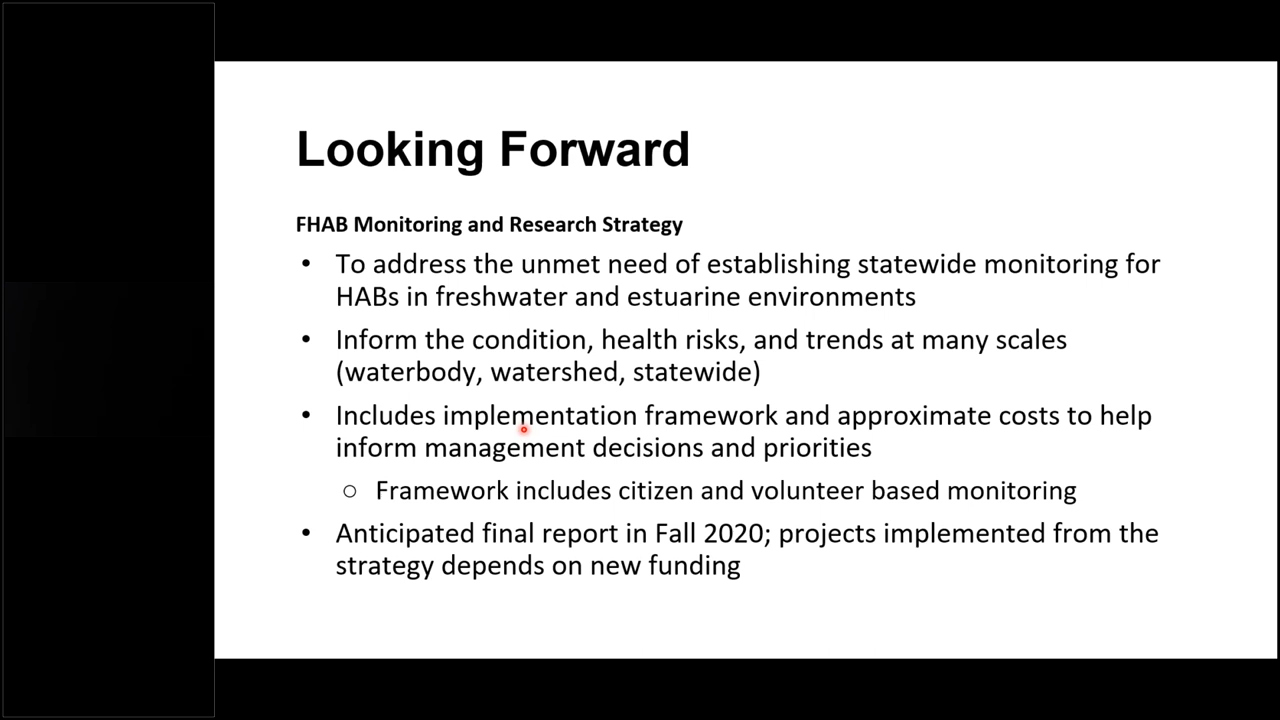 Looking Forward
FHAB Monitoring and Research Strategy
• To address the unmet need of establishing statewide monitoring for
HABs in freshwater and estuarine environments
• Inform the condition, health risks, and trends at many scales
(waterbody, watershed, statewide)
• Includes implementation framework and approximate costs to help
inform management decisions and priorities
○ Framework includes citizen and volunteer based monitoring
• Anticipated final report in Fall 2020; projects implemented from the
strategy depends on new funding